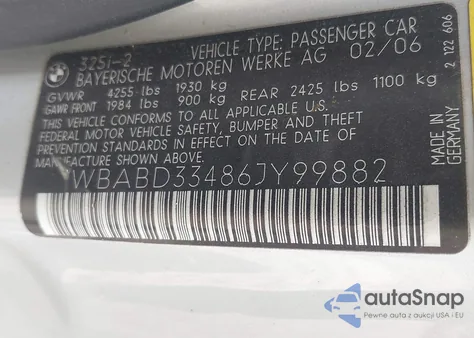 325i-2 VEHICLE TYPE: PASSENGER CAR
BAYERISCHE MOTOREN WERKE AG 02/06
GVWR 4255 lbs 1930 kg
GAWR FRONT 1984 lbs 900 kg REAR 2425 lbs 1100 kg
THIS VEHICLE CONFORMS TO ALL APPLICABLE U.S.
FEDERAL MOTOR VEHICLE SAFETY, BUMPER AND THEFT
PREVENTION STANDARDS IN EFFECT ON THE DATE OF
MANUFACTURE SHOWN ABOVE.
WBABD33486JY99882
MADE IN
GERMANY
2 122 606
autoSnap
Pewne auta z USA i EU